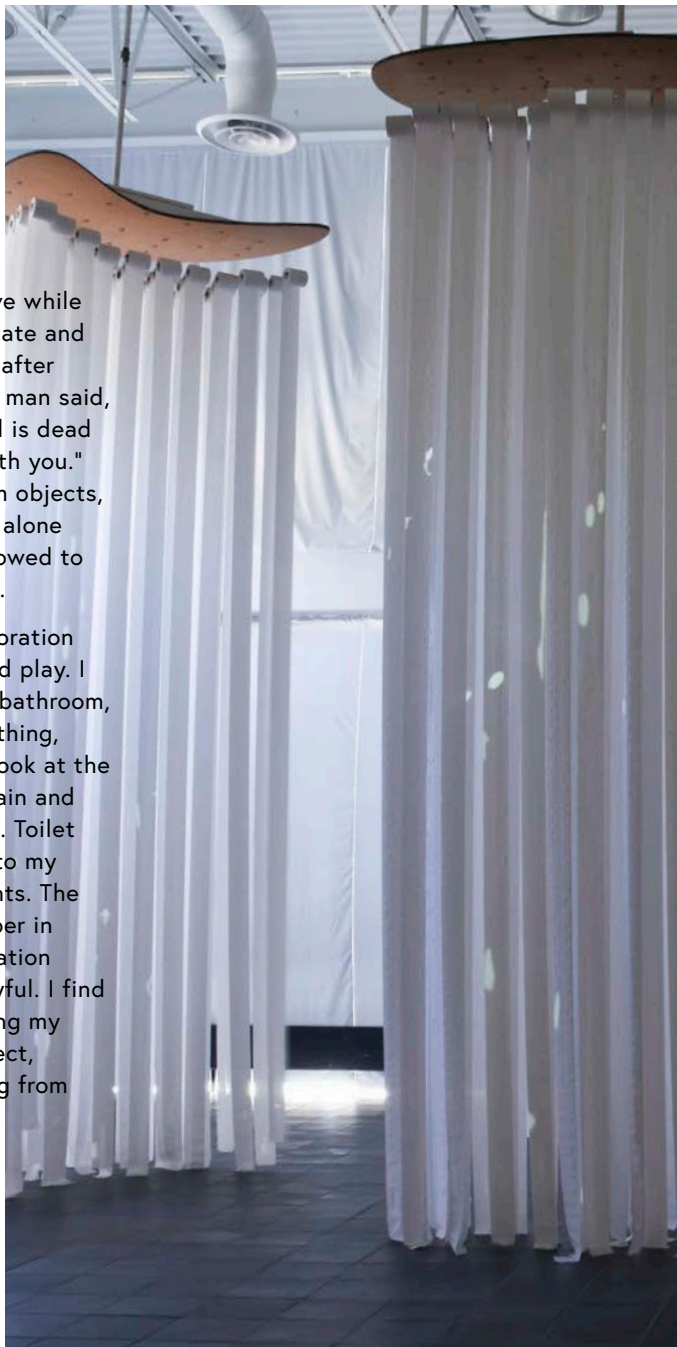 ve while
ate and
after
man said,
l is dead
th you."
n objects,
alone
owed to
.
oration
d play. I
bathroom,
thing,
ook at the
ain and
. Toilet
to my
nts. The
per in
ation
yful. I find
ng my
ect,
g from